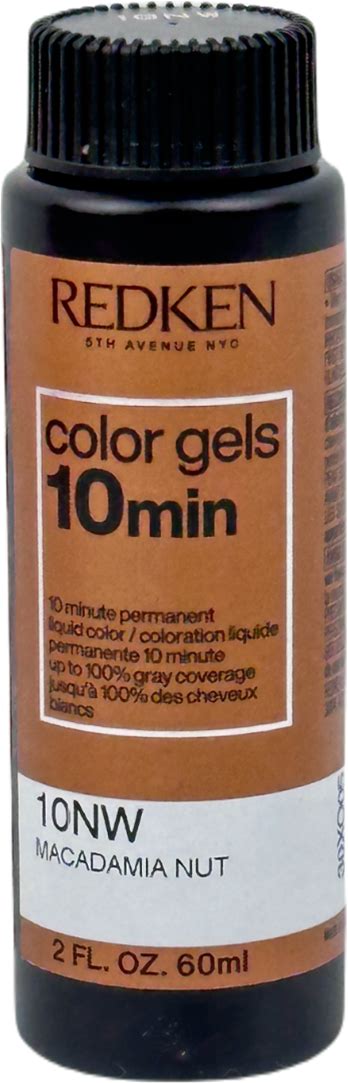 10NW
REDKEN
5TH AVENUE NYC
color gels
10min
10 minute permanent
liquid color / coloration liquide
permanente 10 minute
up to 100% gray coverage
jusqu'à 100% des cheveux
blancs
10NW
MACADAMIA NUT
2 FL. OZ. 60ml